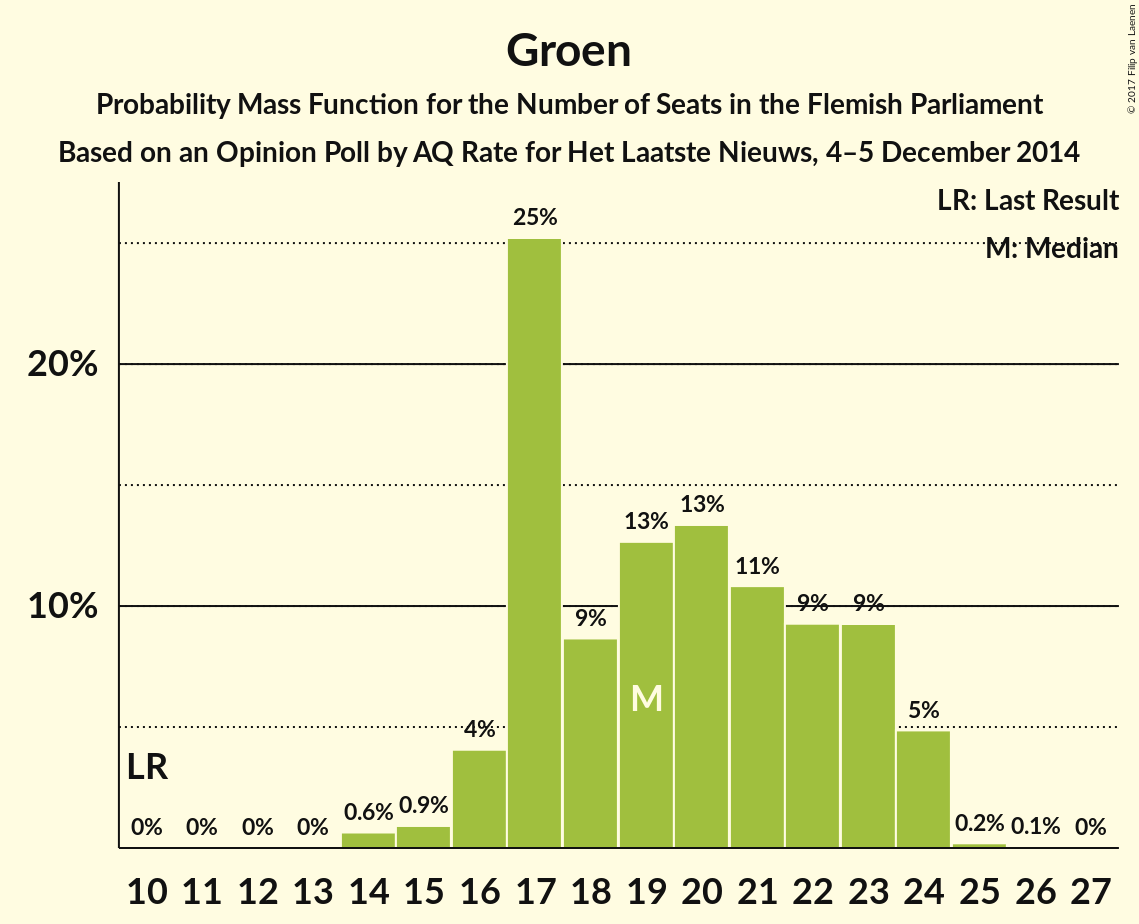 Groen
Probability Mass Function for the Number of Seats in the Flemish Parliament
Based on an Opinion Poll by AQ Rate for Het Laatste Nieuws, 4–5 December 2014
© 2017 Filip van Laenen
LR: Last Result
M: Median
20%
10%
LR
0% 0% 0% 0% 0.6% 0.9% 4% 25% 9% 13% 13% 11% 9% 9% 5% 0.2% 0.1% 0%
M
10 11 12 13 14 15 16 17 18 19 20 21 22 23 24 25 26 27